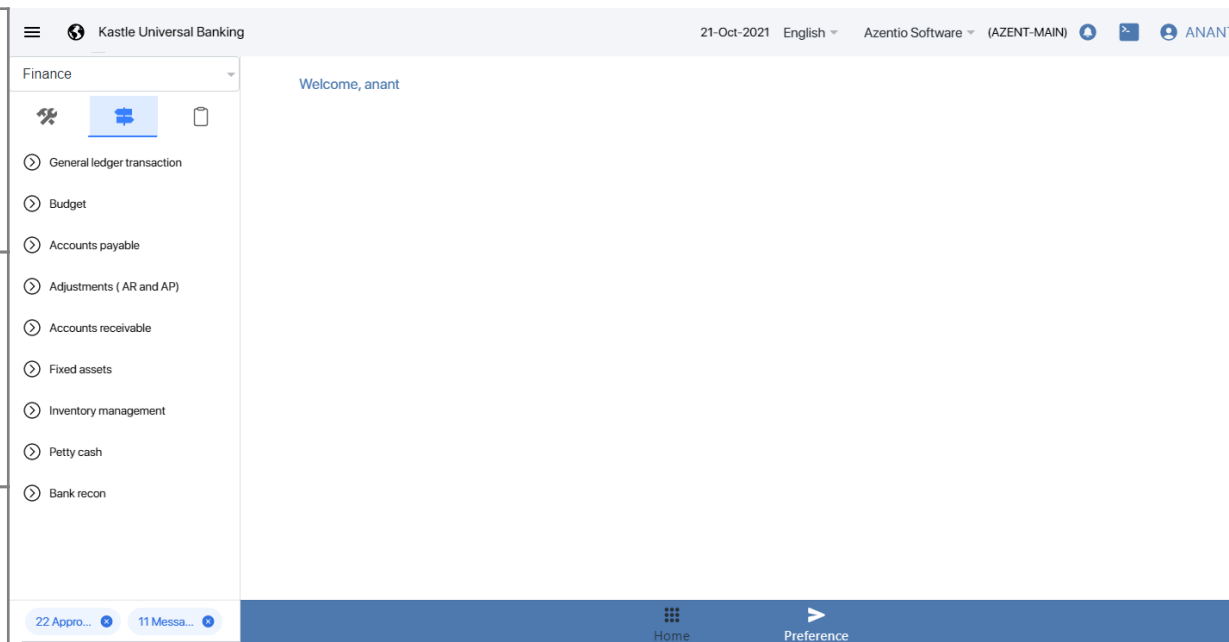 Kastle Universal Banking 21-Oct-2021 English Azentio Software (AZENT-MAIN) ANANT
Finance
Welcome, anant
General ledger transaction
Budget
Accounts payable
Adjustments ( AR and AP)
Accounts receivable
Fixed assets
Inventory management
Petty cash
Bank recon
22 Appro... 11 Messa...
Home Preference